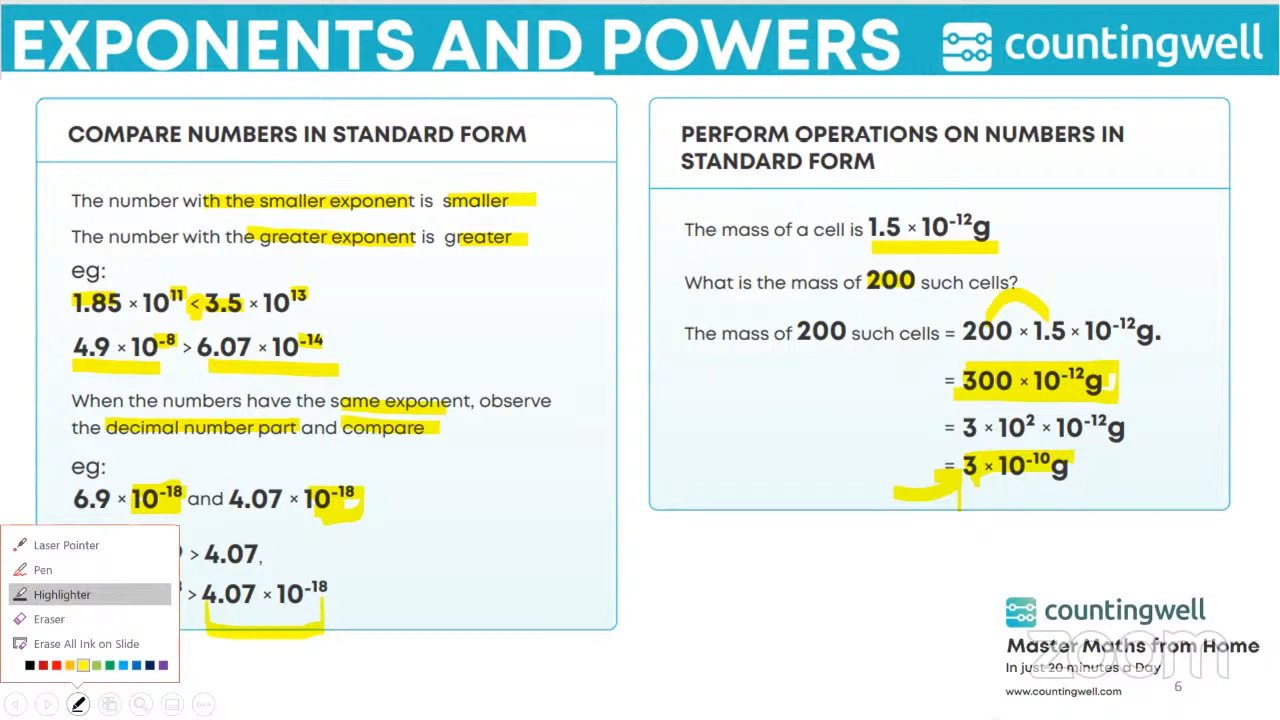 EXPONENTS AND POWERS
countingwell
COMPARE NUMBERS IN STANDARD FORM
The number with the smaller exponent is smaller
The number with the greater exponent is greater
eg:
1.85 × 10¹¹ < 3.5 × 10¹³
4.9 × 10⁻⁸ > 6.07 × 10⁻¹⁴
When the numbers have the same exponent, observe
the decimal number part and compare
eg:
6.9 × 10⁻¹⁸ and 4.07 × 10⁻¹⁸
> 4.07,
> 4.07 × 10⁻¹⁸
PERFORM OPERATIONS ON NUMBERS IN
STANDARD FORM
The mass of a cell is 1.5 × 10⁻¹²g
What is the mass of 200 such cells?
The mass of 200 such cells = 200 × 1.5 × 10⁻¹²g.
= 300 × 10⁻¹²g
= 3 × 10² × 10⁻¹²g
= 3 × 10⁻¹⁰g
Laser Pointer
Pen
Highlighter
Eraser
Erase All Ink on Slide
countingwell
Master Maths from Home
zoom
In just 20 minutes a Day
www.countingwell.com
6